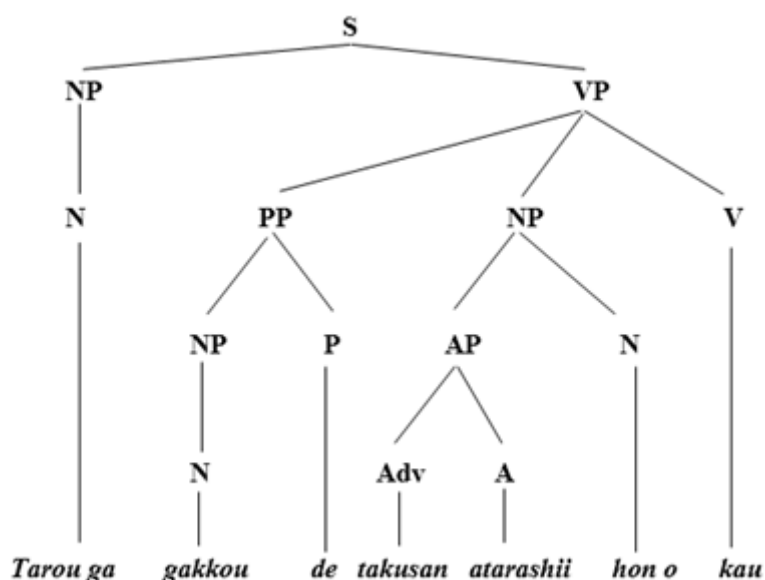 S
NP VP
N PP NP V
NP P AP N
N Adv A
Tarou ga gakkou de takusan atarashii hon o kau